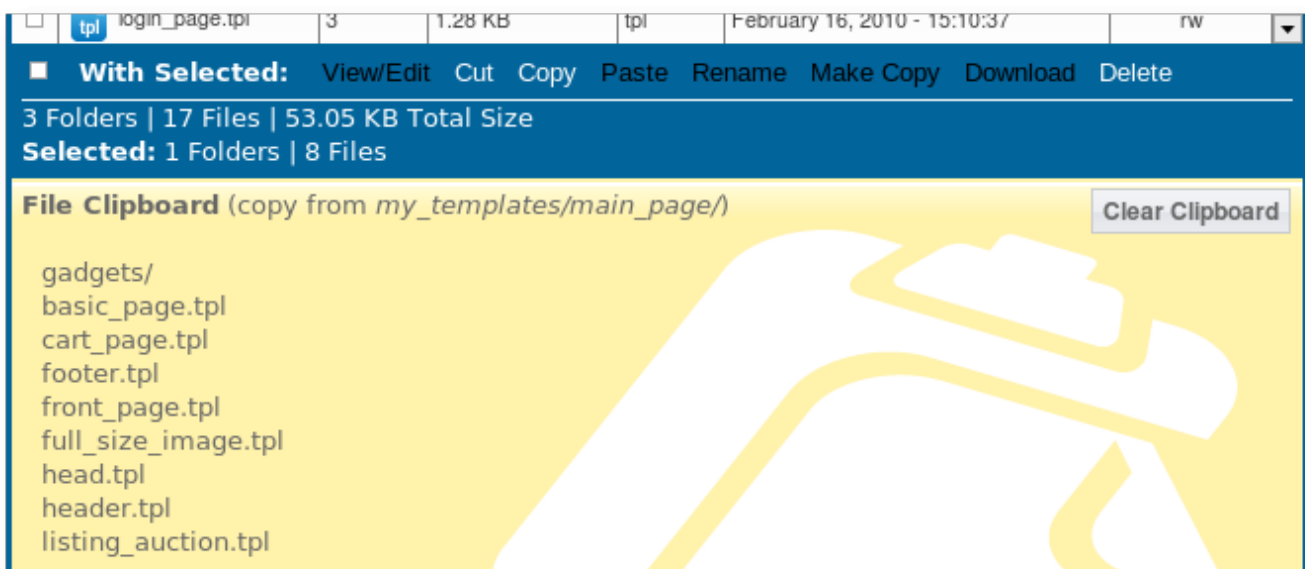 tpl login_page.tpl 3 1.28 KB tpl February 16, 2010 - 15:10:37 rw
With Selected: View/Edit Cut Copy Paste Rename Make Copy Download Delete
3 Folders | 17 Files | 53.05 KB Total Size
Selected: 1 Folders | 8 Files
File Clipboard (copy from my_templates/main_page/) Clear Clipboard
gadgets/
basic_page.tpl
cart_page.tpl
footer.tpl
front_page.tpl
full_size_image.tpl
head.tpl
header.tpl
listing_auction.tpl